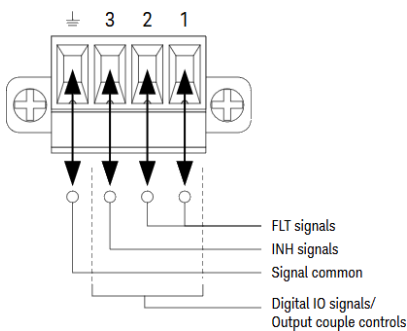 ⏚ 3 2 1
FLT signals
INH signals
Signal common
Digital IO signals/
Output couple controls